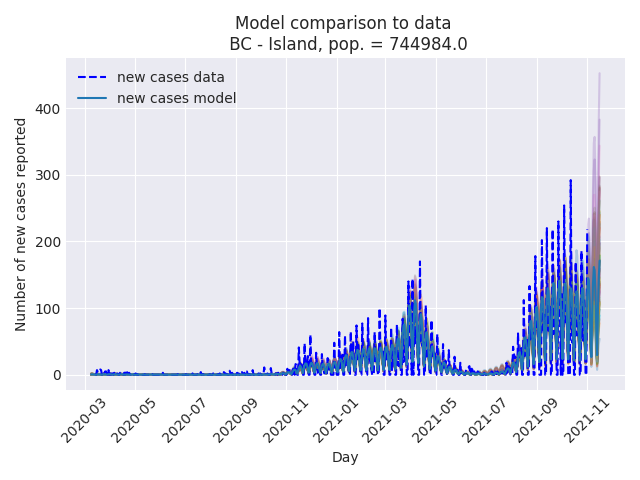 Model comparison to data
BC - Island, pop. = 744984.0
new cases data
new cases model
Number of new cases reported
400
300
200
100
0
2020-03
2020-05
2020-07
2020-09
2020-11
2021-01
2021-03
2021-05
2021-07
2021-09
2021-11
Day